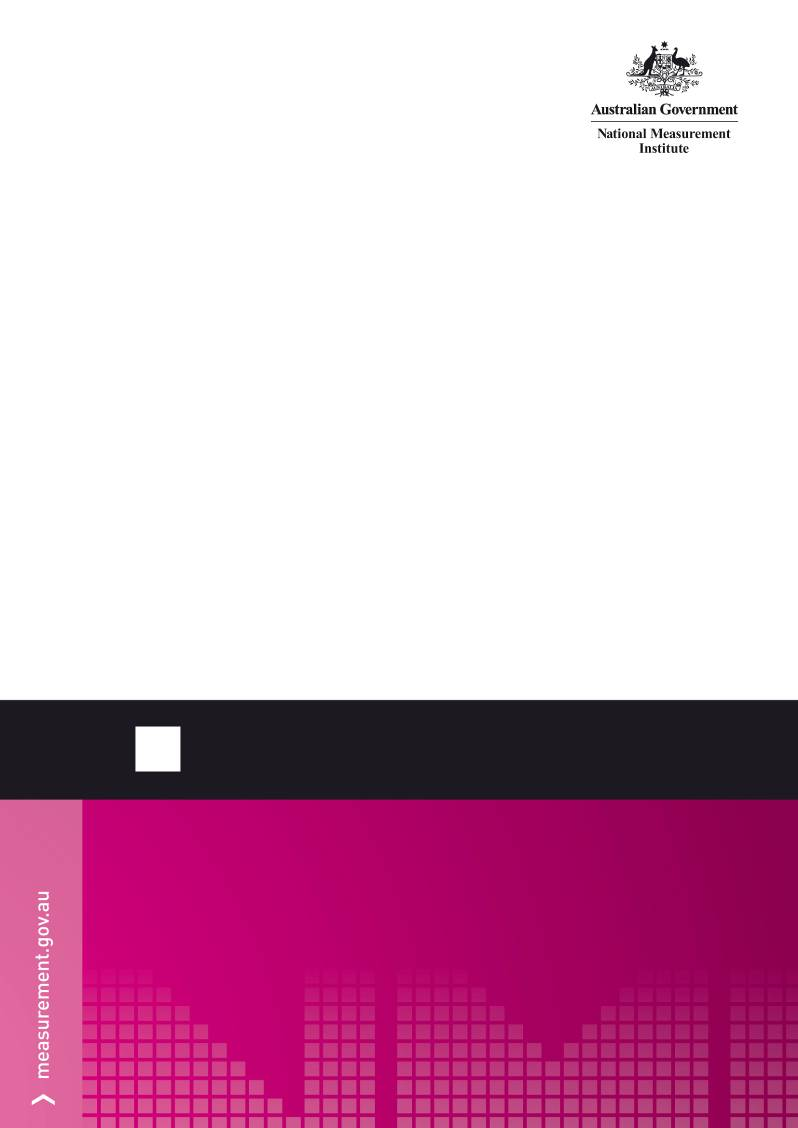 Australian Government
National Measurement
Institute
measurement.gov.au